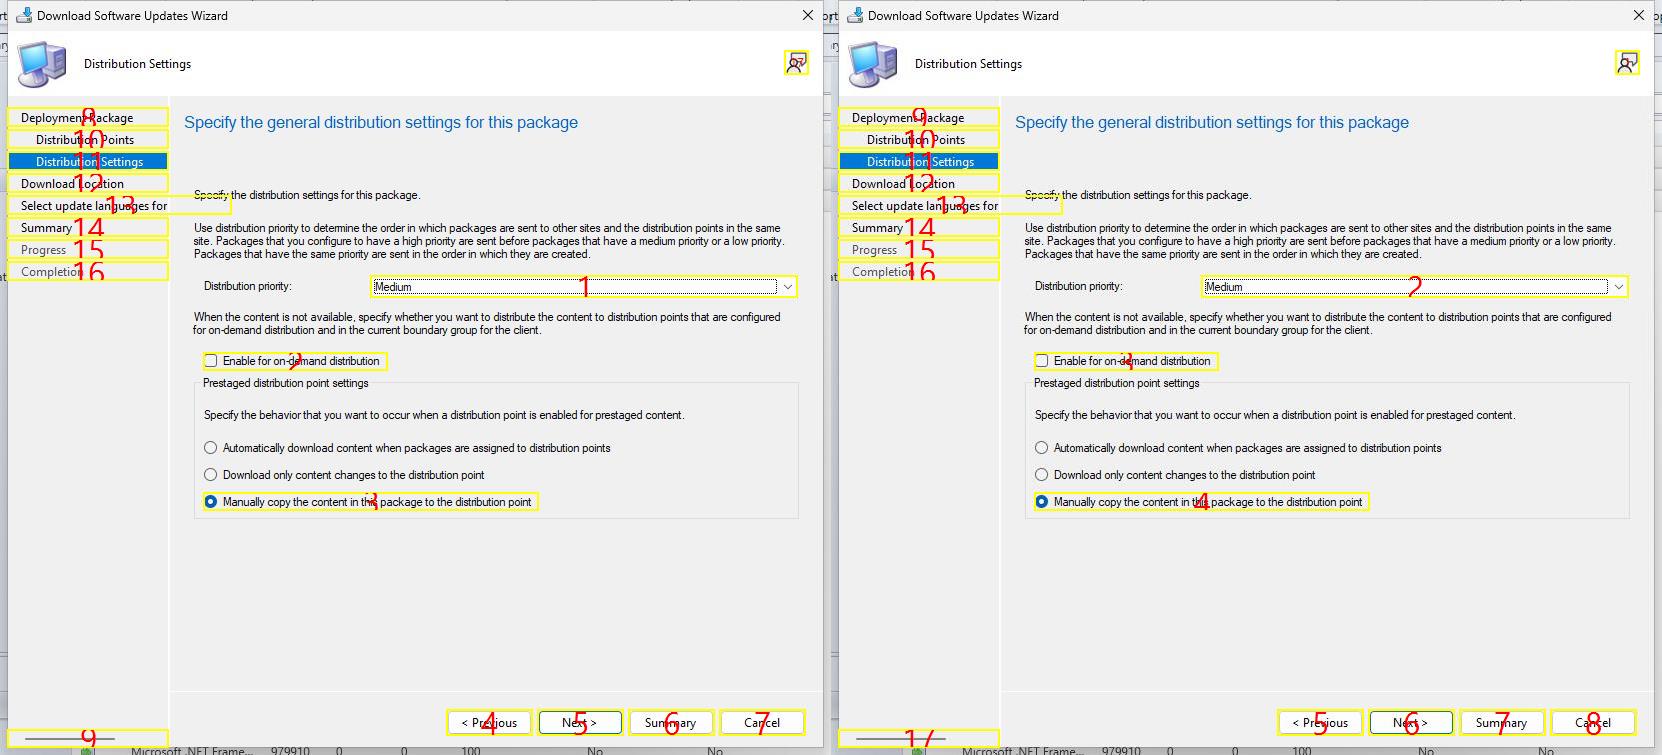 Download Software Updates Wizard
Distribution Settings
Deployment Package
8
Distribution Points
10
Distribution Settings
11
Download Location
12
Select update languages for
13
Summary
14
Progress
15
Completion
16
9
Specify the general distribution settings for this package
Specify the distribution settings for this package.
Use distribution priority to determine the order in which packages are sent to other sites and the distribution points in the same
site. Packages that you configure to have a high priority are sent before packages that have a medium priority or a low priority.
Packages that have the same priority are sent in the order in which they are created.
Distribution priority:
Medium
1
When the content is not available, specify whether you want to distribute the content to distribution points that are configured
for on-demand distribution and in the current boundary group for the client.
Enable for on-demand distribution
2
Prestaged distribution point settings
Specify the behavior that you want to occur when a distribution point is enabled for prestaged content.
Automatically download content when packages are assigned to distribution points
Download only content changes to the distribution point
Manually copy the content in this package to the distribution point
3
< Previous
4
Next >
5
Summary
6
Cancel
7
Microsoft .NET Frame... 979910 0 0 100 No No
Download Software Updates Wizard
Distribution Settings
Deployment Package
9
Distribution Points
10
Distribution Settings
11
Download Location
12
Select update languages for
13
Summary
14
Progress
15
Completion
16
17
Specify the general distribution settings for this package
Specify the distribution settings for this package.
Use distribution priority to determine the order in which packages are sent to other sites and the distribution points in the same
site. Packages that you configure to have a high priority are sent before packages that have a medium priority or a low priority.
Packages that have the same priority are sent in the order in which they are created.
Distribution priority:
Medium
2
When the content is not available, specify whether you want to distribute the content to distribution points that are configured
for on-demand distribution and in the current boundary group for the client.
Enable for on-demand distribution
3
Prestaged distribution point settings
Specify the behavior that you want to occur when a distribution point is enabled for prestaged content.
Automatically download content when packages are assigned to distribution points
Download only content changes to the distribution point
Manually copy the content in this package to the distribution point
4
< Previous
5
Next >
6
Summary
7
Cancel
8
Microsoft .NET Frame... 979910 0 0 100 No No